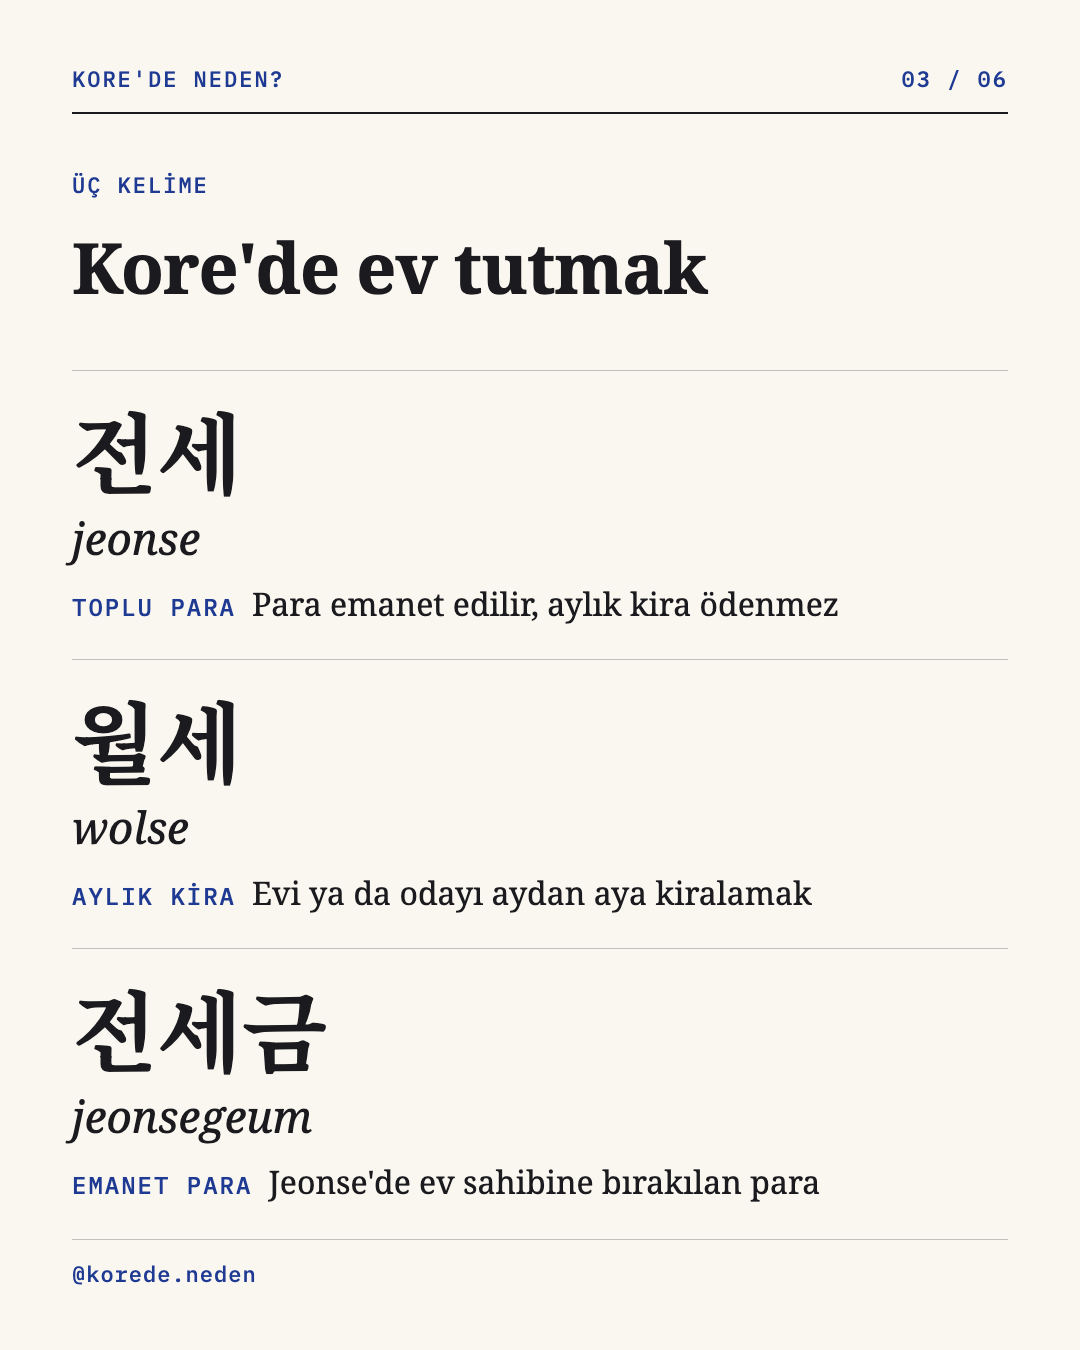 KORE'DE NEDEN?
03 / 06
ÜÇ KELİME
Kore'de ev tutmak
전세
jeonse
TOPLU PARA Para emanet edilir, aylık kira ödenmez
월세
wolse
AYLIK KİRA Evi ya da odayı aydan aya kiralamak
전세금
jeonsegeum
EMANET PARA Jeonse'de ev sahibine bırakılan para
@korede.neden